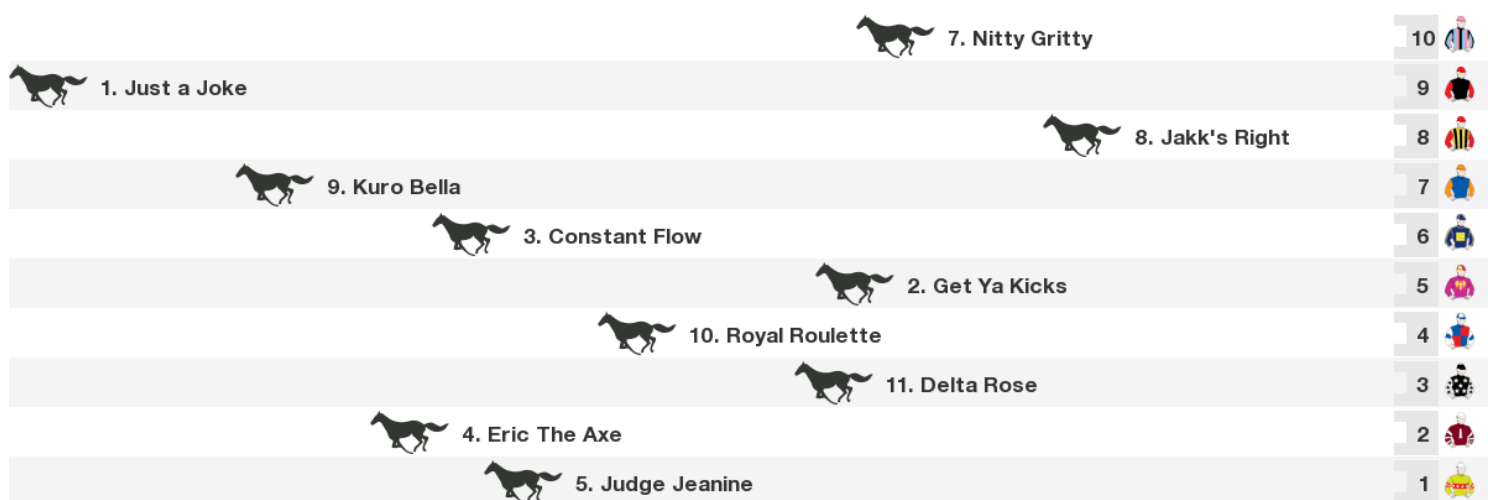 7. Nitty Gritty 10
1. Just a Joke 9
8. Jakk's Right 8
9. Kuro Bella 7
3. Constant Flow 6
2. Get Ya Kicks 5
10. Royal Roulette 4
11. Delta Rose 3
4. Eric The Axe 2
5. Judge Jeanine 1